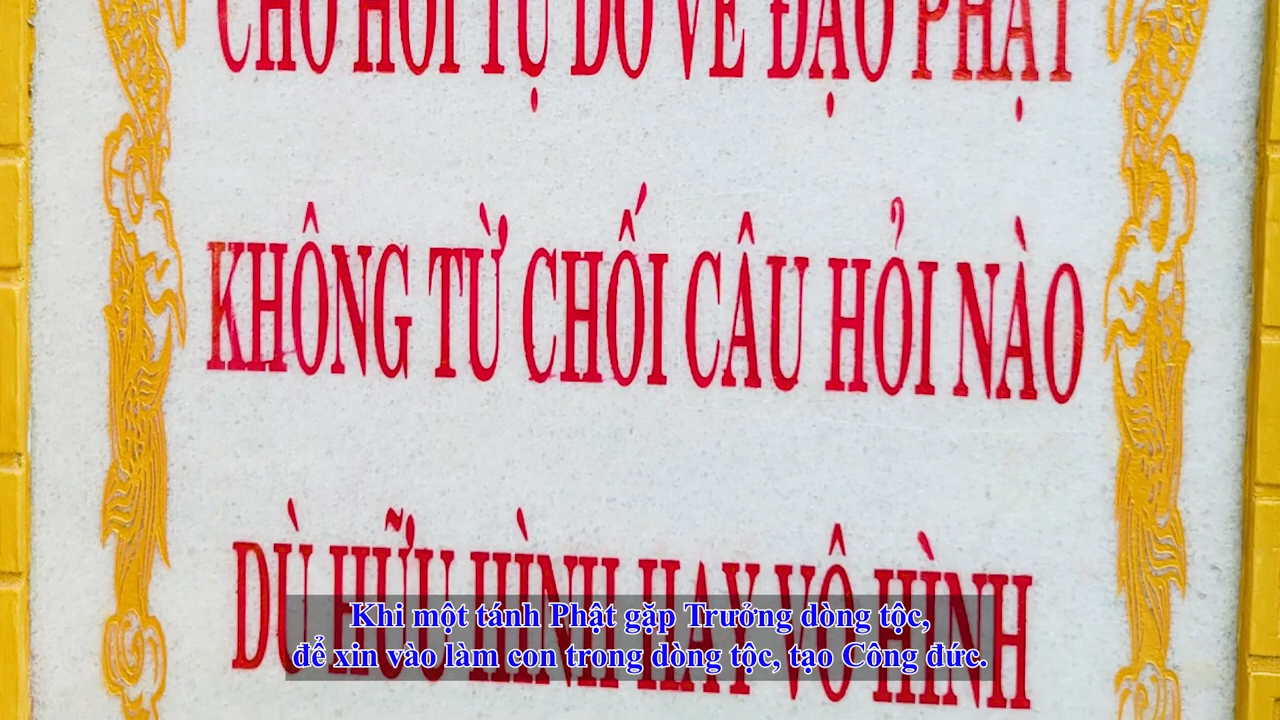 CHO HỎI TỰ DO VỀ ĐẠO PHẬT
KHÔNG TỪ CHỐI CÂU HỎI NÀO
DÙ HỮU HÌNH HAY VÔ HÌNH
Khi một tánh Phật gặp Trưởng dòng tộc,
để xin vào làm con trong dòng tộc, tạo Công đức.